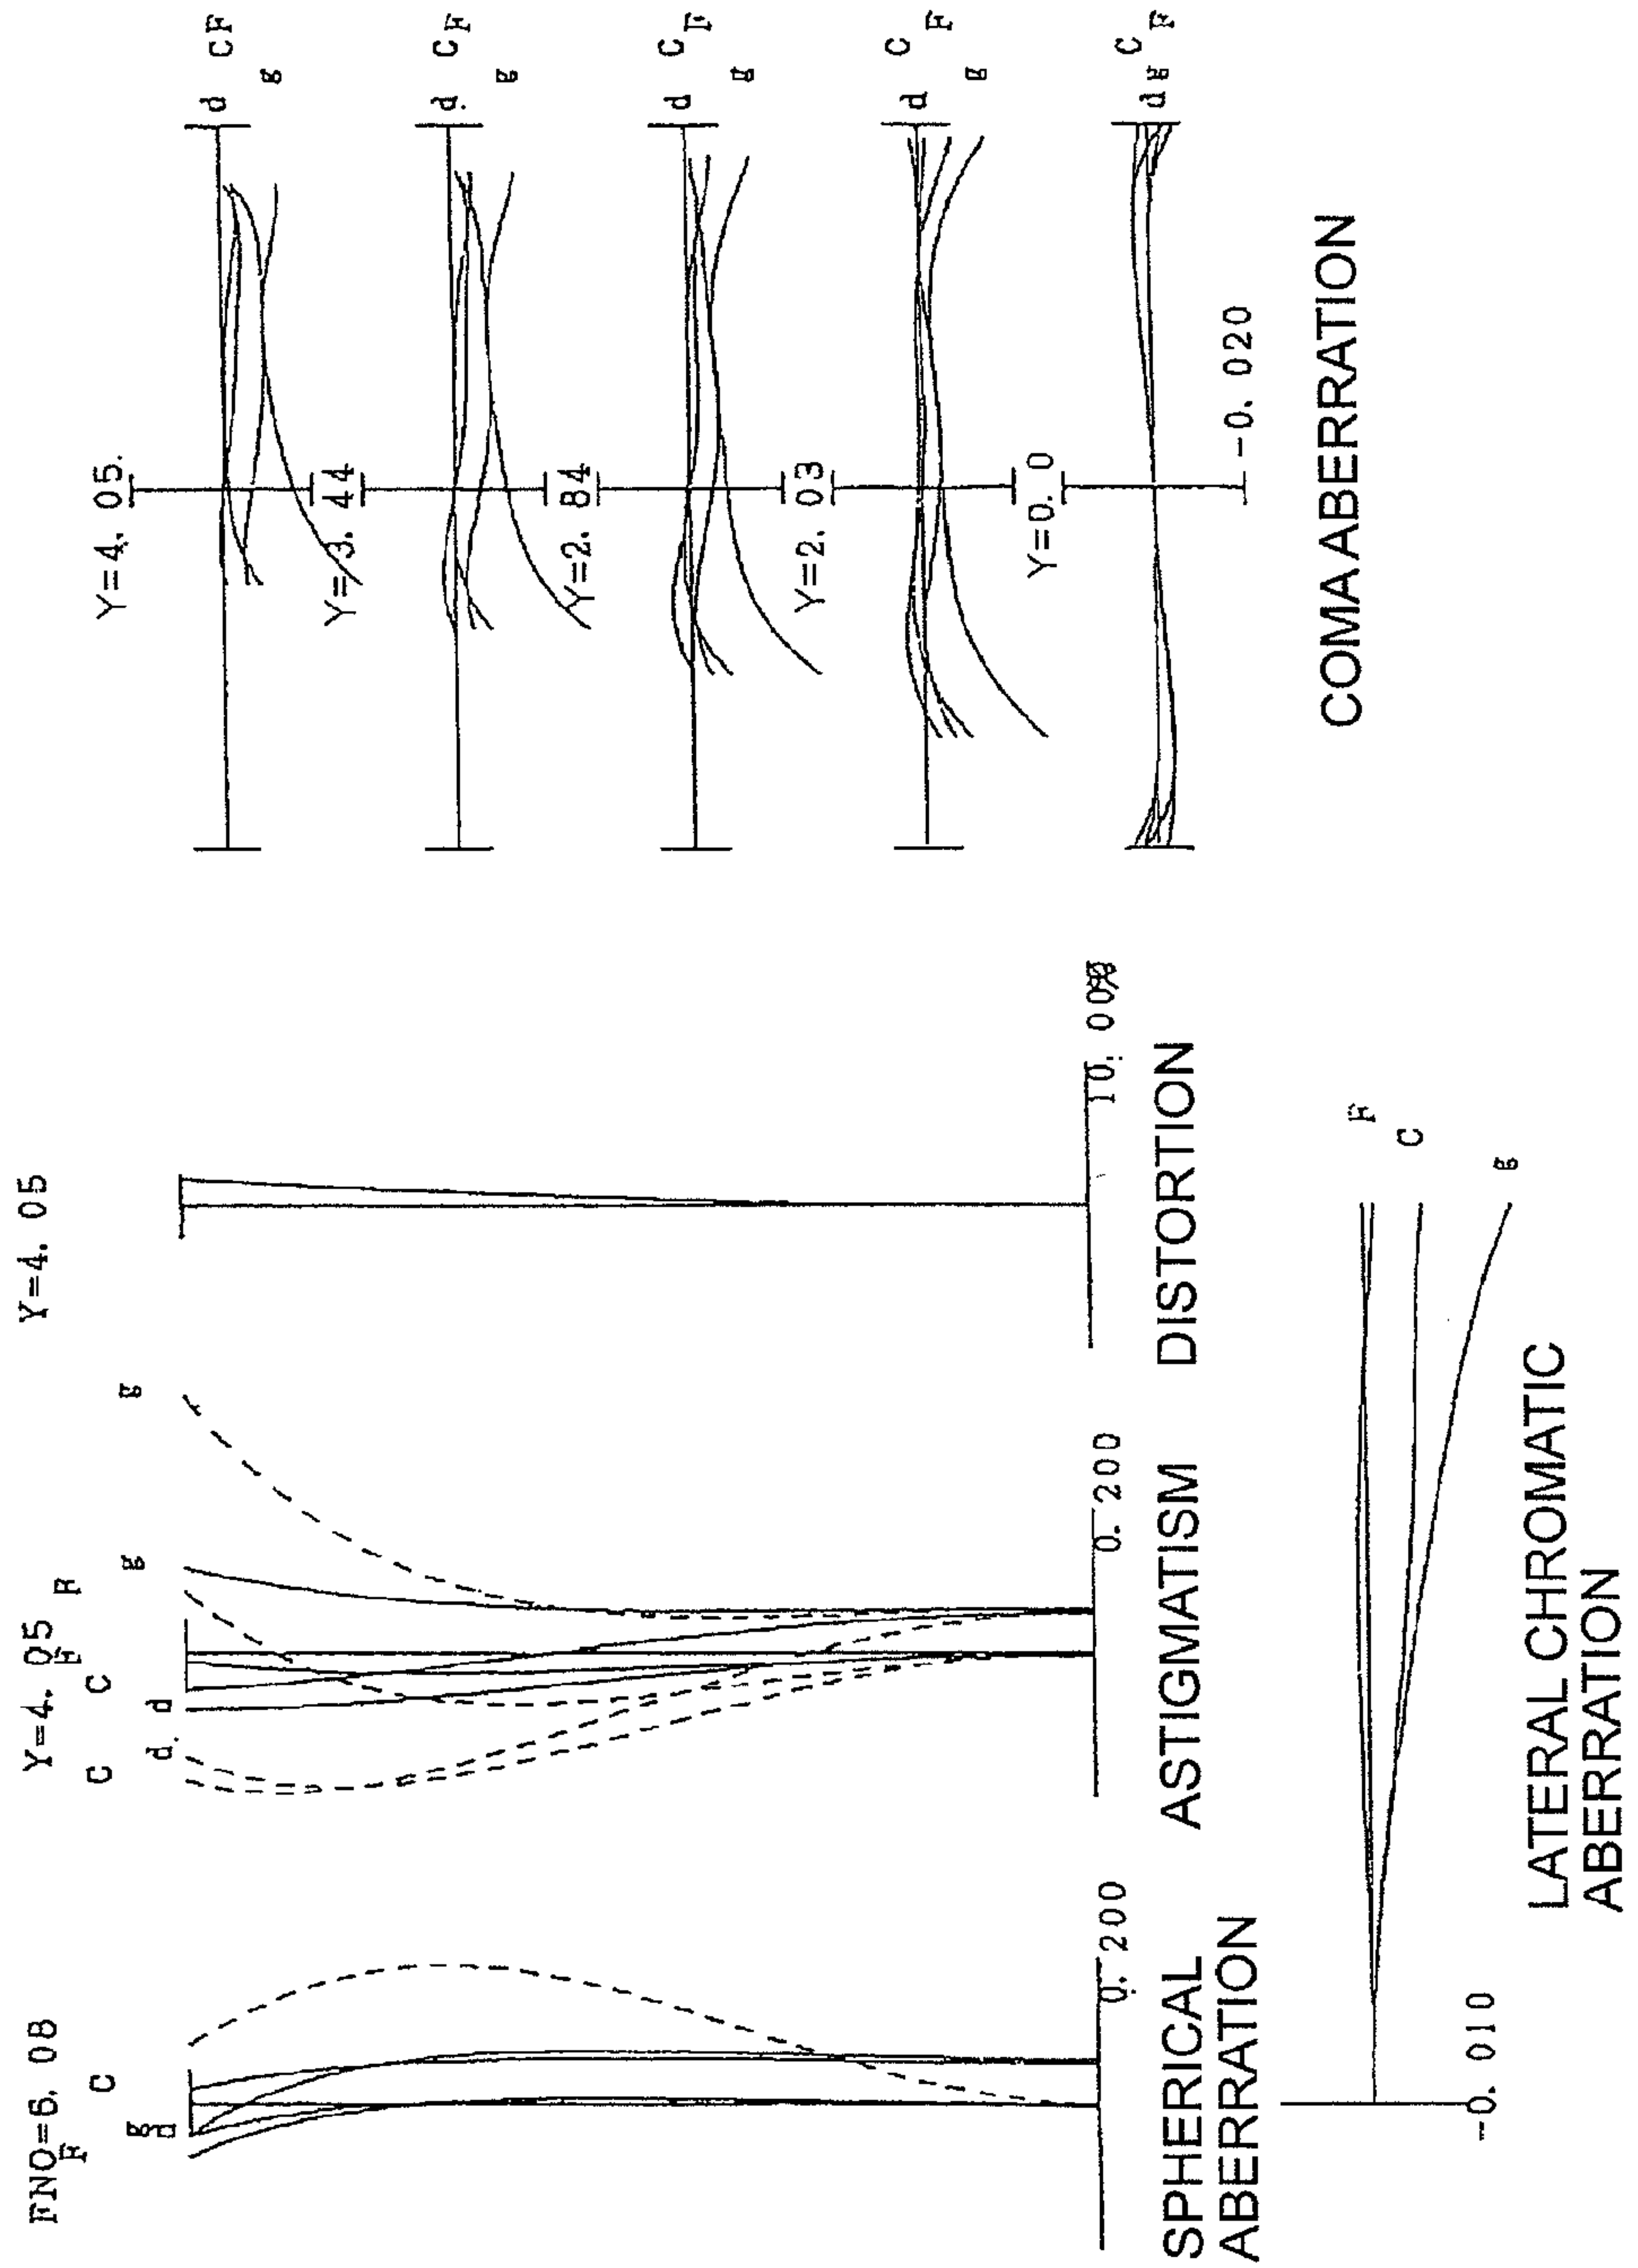 FNO=6.08
F
g
d
C
0.200
SPHERICAL
ABERRATION
Y=4.05
C
d.
d
C
F
g
F
g
0.200
ASTIGMATISM
Y=4.05
10.00%
DISTORTION
-0.010
F
C
g
LATERAL CHROMATIC
ABERRATION
Y=4.05.
d
g
C F
Y=3.44
d.
g
C F
Y=2.84
d
g
C F
Y=2.03
d
g
C F
Y=0.0
d g
C F
-0.020
COMA ABERRATION